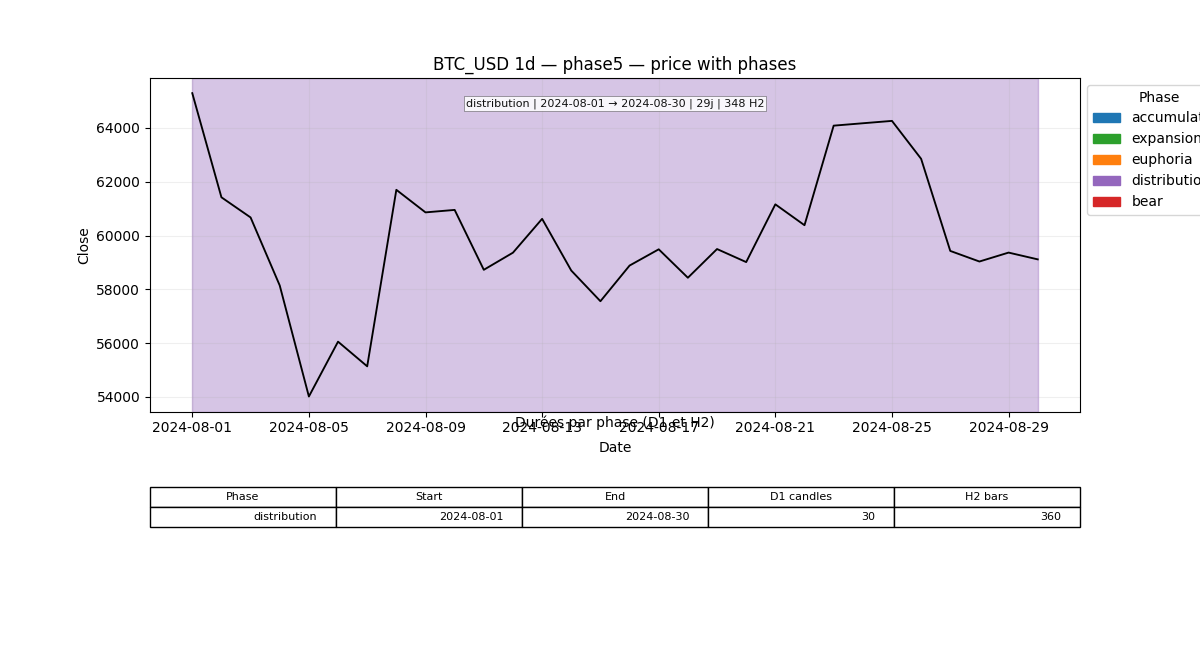 BTC_USD 1d — phase5 — price with phases
distribution | 2024-08-01 → 2024-08-30 | 29j | 348 H2
Phase
accumulat
expansion
euphoria
distributio
bear
Close
64000
62000
60000
58000
56000
54000
2024-08-01 2024-08-05 2024-08-09 2024-08-13 2024-08-17 2024-08-21 2024-08-25 2024-08-29
Durées par phase (D1 et H2)
Date
Phase Start End D1 candles H2 bars
distribution 2024-08-01 2024-08-30 30 360